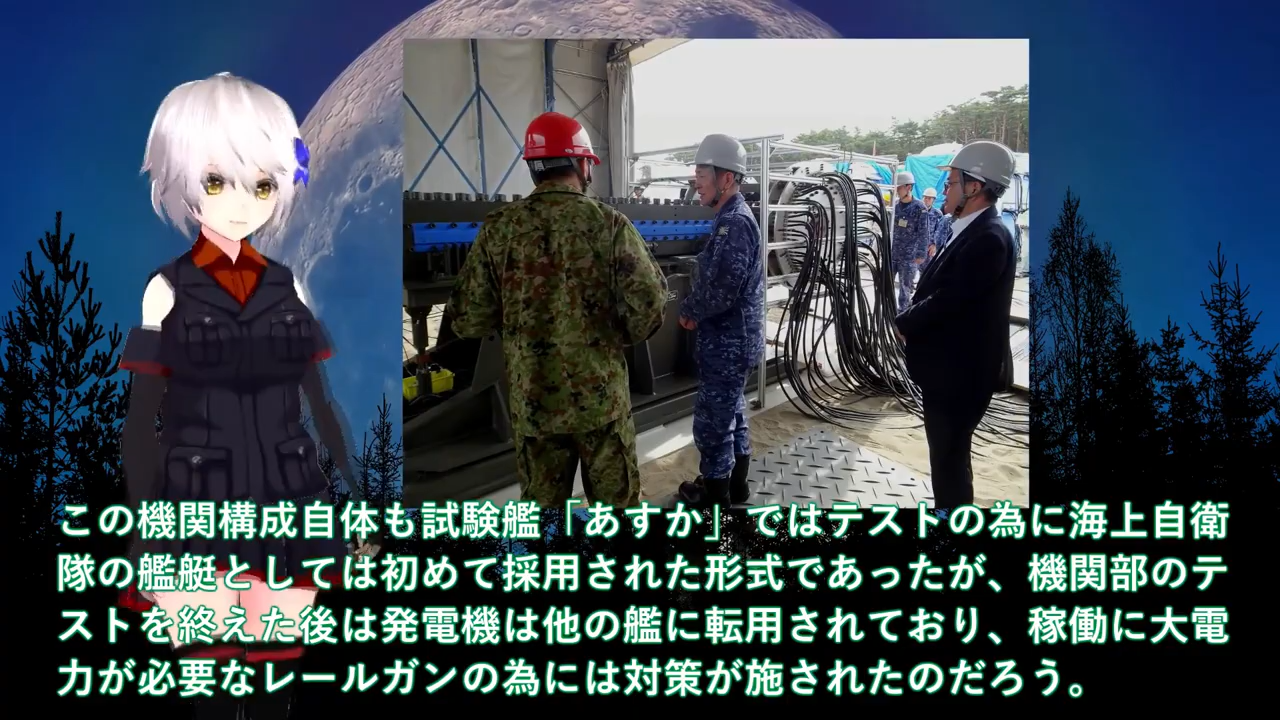 この機関構成自体も試験艦「あすか」ではテストの為に海上自衛
隊の艦艇としては初めて採用された形式であったが、機関部のテ
ストを終えた後は発電機は他の艦に転用されており、稼働に大電
力が必要なレールガンの為には対策が施されたのだろう。